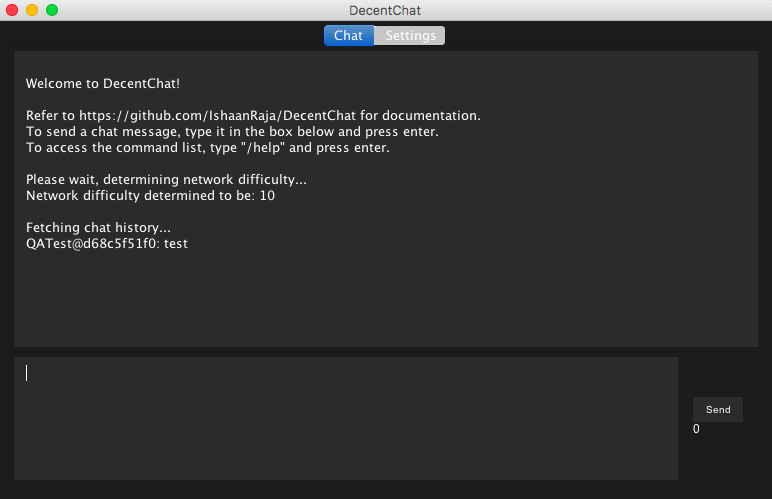 DecentChat
Chat Settings
Welcome to DecentChat!
Refer to https://github.com/IshaanRaja/DecentChat for documentation.
To send a chat message, type it in the box below and press enter.
To access the command list, type "/help" and press enter.
Please wait, determining network difficulty...
Network difficulty determined to be: 10
Fetching chat history...
QATest@d68c5f51f0: test
Send
0